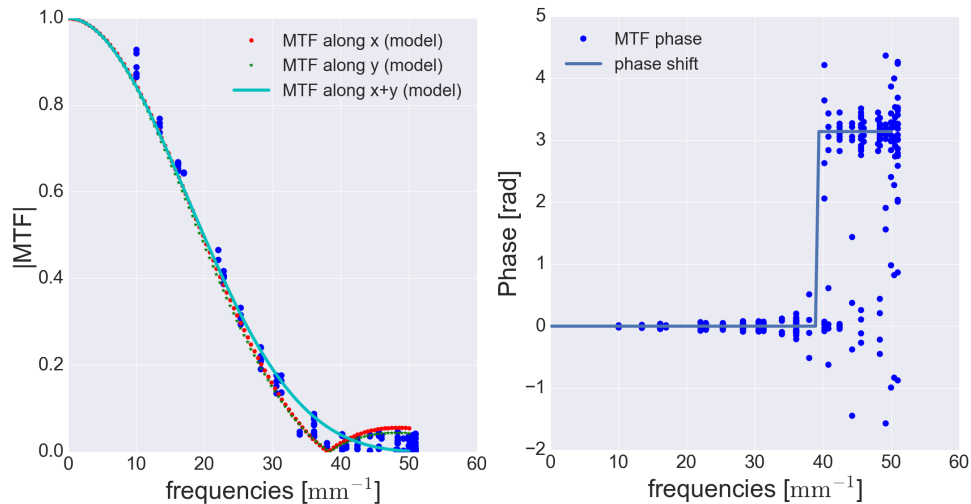 1.0
0.8
0.6
0.4
0.2
0.0
|MTF|
MTF along x (model)
MTF along y (model)
MTF along x+y (model)
0 10 20 30 40 50 60
frequencies [mm⁻¹]
5
4
3
2
1
0
−1
−2
Phase [rad]
MTF phase
phase shift
0 10 20 30 40 50 60
frequencies [mm⁻¹]